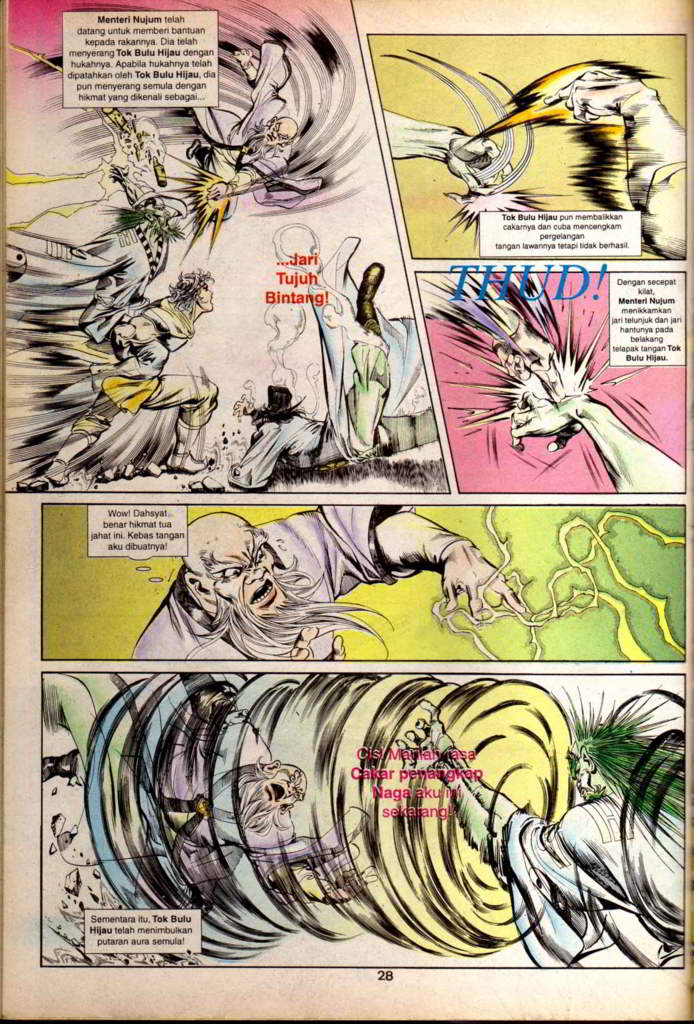 Menteri Nujum telah
datang untuk memberi bantuan
kepada rakannya. Dia telah
menyerang Tok Bulu Hijau dengan
hukahnya. Apabila hukahnya telah
dipatahkan oleh Tok Bulu Hijau, dia
pun menyerang semula dengan
hikmat yang dikenali sebagai...
...Jari
Tujuh
Bintang!
Tok Bulu Hijau pun membalikkan
cakarnya dan cuba mencengkam
pergelangan
tangan lawannya tetapi tidak berhasil.
THUD!
Dengan secepat
kilat,
Menteri Nujum
menikkamkan
jari telunjuk dan jari
hantunya pada
belakang
telapak tangan Tok
Bulu Hijau.
Wow! Dahsyat..
benar hikmat tua
jahat ini. Kebas tangan
aku dibuatnya!
Cis! Marilah rasa
Cakar penangkap
Naga aku ini
sekarang!
Sementara itu, Tok Bulu
Hijau telah menimbulkan
putaran aura semula!
28